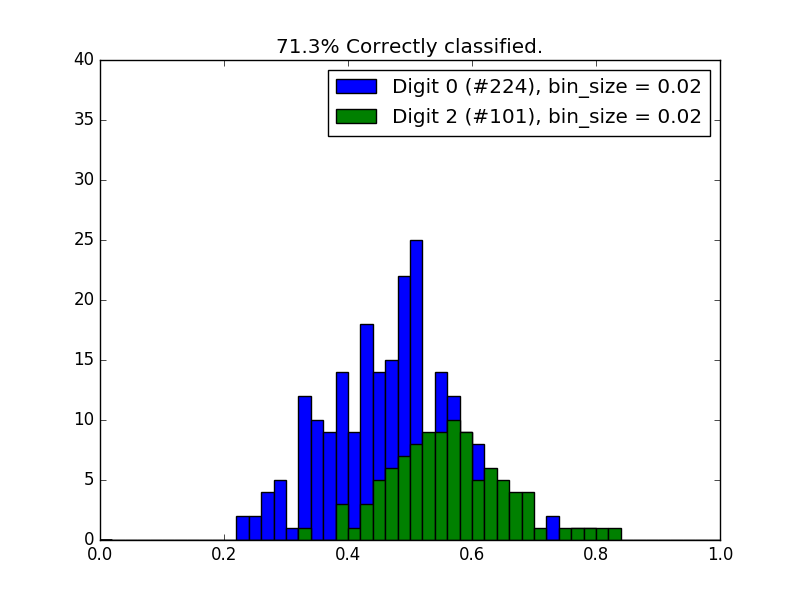 71.3% Correctly classified.
40
Digit 0 (#224), bin_size = 0.02
Digit 2 (#101), bin_size = 0.02
35
30
25
20
15
10
5
0
0.0 0.2 0.4 0.6 0.8 1.0